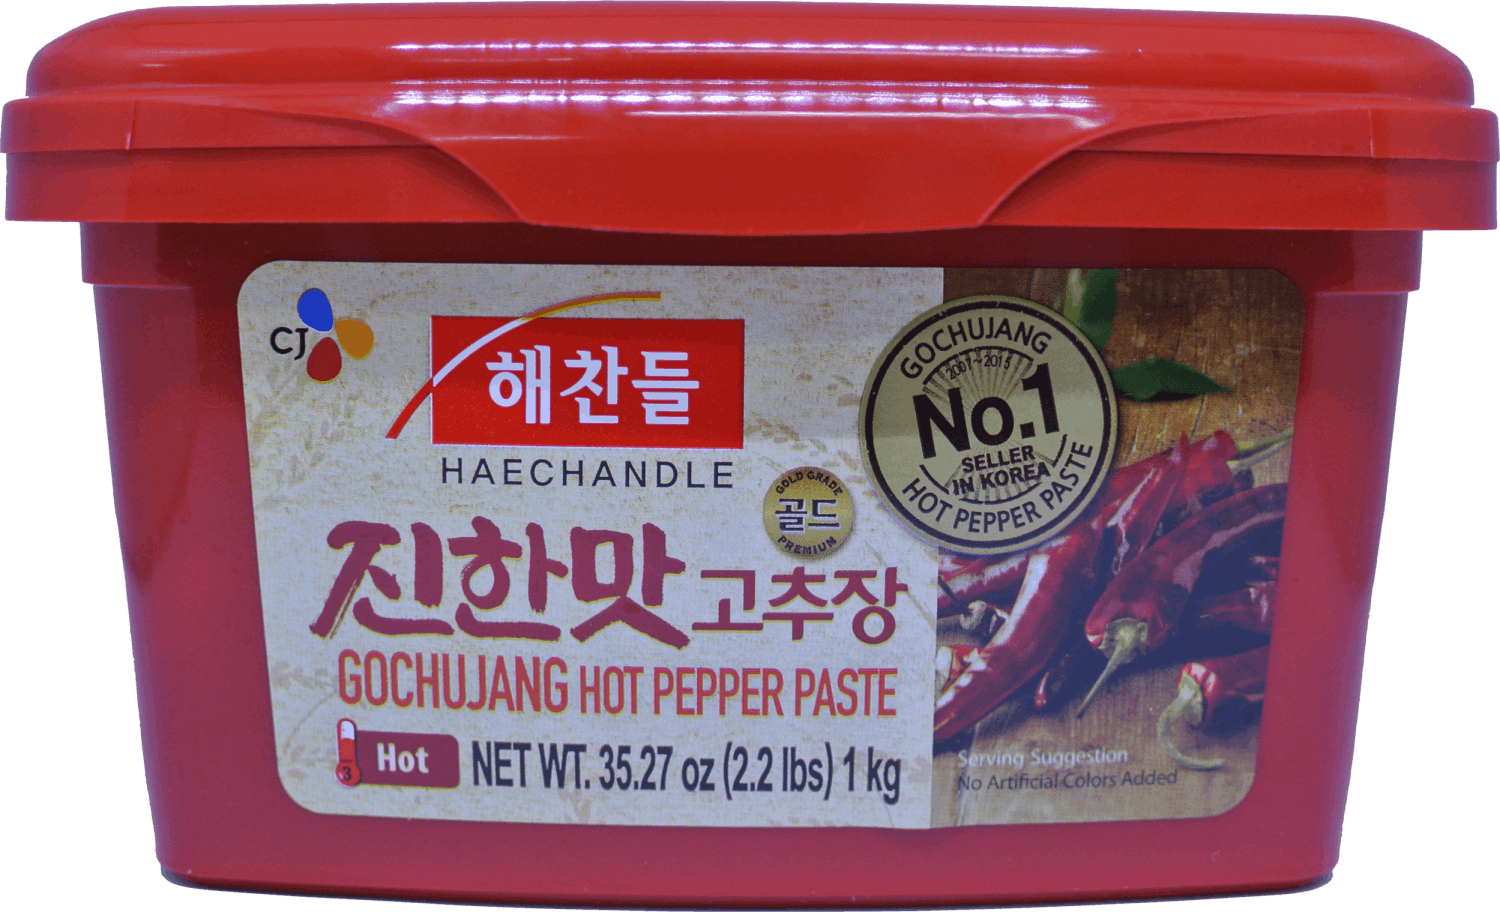 CJ
해찬들
HAECHANDLE
GOLD GRADE
골드
PREMIUM
GOCHUJANG
2007~2015
No.1
SELLER
IN KOREA
HOT PEPPER PASTE
진한맛 고추장
GOCHUJANG HOT PEPPER PASTE
3
Hot
NET WT. 35.27 oz (2.2 lbs) 1 kg
Serving Suggestion
No Artificial Colors Added